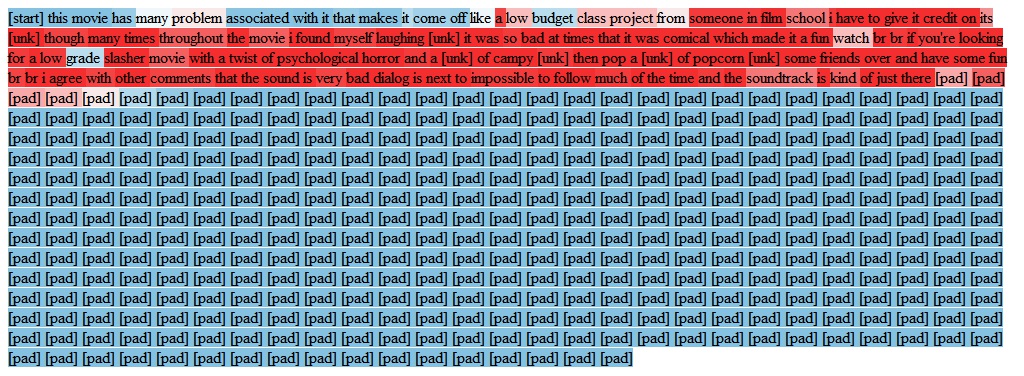 [start] this movie has many problem associated with it that makes it come off like a low budget class project from someone in film school i have to give it credit on its
[unk] though many times throughout the movie i found myself laughing [unk] it was so bad at times that it was comical which made it a fun watch br br if you're looking
for a low grade slasher movie with a twist of psychological horror and a [unk] of campy [unk] then pop a [unk] of popcorn [unk] some friends over and have some fun
br br i agree with other comments that the sound is very bad dialog is next to impossible to follow much of the time and the soundtrack is kind of just there [pad] [pad]
[pad] [pad] [pad] [pad] [pad] [pad] [pad] [pad] [pad] [pad] [pad] [pad] [pad] [pad] [pad] [pad] [pad] [pad] [pad] [pad] [pad] [pad] [pad] [pad] [pad] [pad] [pad]
[pad] [pad] [pad] [pad] [pad] [pad] [pad] [pad] [pad] [pad] [pad] [pad] [pad] [pad] [pad] [pad] [pad] [pad] [pad] [pad] [pad] [pad] [pad] [pad] [pad] [pad] [pad]
[pad] [pad] [pad] [pad] [pad] [pad] [pad] [pad] [pad] [pad] [pad] [pad] [pad] [pad] [pad] [pad] [pad] [pad] [pad] [pad] [pad] [pad] [pad] [pad] [pad] [pad] [pad]
[pad] [pad] [pad] [pad] [pad] [pad] [pad] [pad] [pad] [pad] [pad] [pad] [pad] [pad] [pad] [pad] [pad] [pad] [pad] [pad] [pad] [pad] [pad] [pad] [pad] [pad] [pad]
[pad] [pad] [pad] [pad] [pad] [pad] [pad] [pad] [pad] [pad] [pad] [pad] [pad] [pad] [pad] [pad] [pad] [pad] [pad] [pad] [pad] [pad] [pad] [pad] [pad] [pad] [pad]
[pad] [pad] [pad] [pad] [pad] [pad] [pad] [pad] [pad] [pad] [pad] [pad] [pad] [pad] [pad] [pad] [pad] [pad] [pad] [pad] [pad] [pad] [pad] [pad] [pad] [pad] [pad]
[pad] [pad] [pad] [pad] [pad] [pad] [pad] [pad] [pad] [pad] [pad] [pad] [pad] [pad] [pad] [pad] [pad] [pad] [pad] [pad] [pad] [pad] [pad] [pad] [pad] [pad] [pad]
[pad] [pad] [pad] [pad] [pad] [pad] [pad] [pad] [pad] [pad] [pad] [pad] [pad] [pad] [pad] [pad] [pad] [pad] [pad] [pad] [pad] [pad] [pad] [pad] [pad] [pad] [pad]
[pad] [pad] [pad] [pad] [pad] [pad] [pad] [pad] [pad] [pad] [pad] [pad] [pad] [pad] [pad] [pad] [pad] [pad] [pad] [pad] [pad] [pad] [pad] [pad] [pad] [pad] [pad]
[pad] [pad] [pad] [pad] [pad] [pad] [pad] [pad] [pad] [pad] [pad] [pad] [pad] [pad] [pad] [pad] [pad] [pad] [pad] [pad] [pad] [pad] [pad] [pad] [pad] [pad] [pad]
[pad] [pad] [pad] [pad] [pad] [pad] [pad] [pad] [pad] [pad] [pad] [pad] [pad] [pad] [pad] [pad] [pad] [pad] [pad] [pad] [pad] [pad] [pad] [pad] [pad] [pad] [pad]
[pad] [pad] [pad] [pad] [pad] [pad] [pad] [pad] [pad] [pad] [pad] [pad] [pad] [pad] [pad] [pad] [pad] [pad] [pad] [pad] [pad] [pad] [pad] [pad] [pad] [pad] [pad]
[pad] [pad] [pad] [pad] [pad] [pad] [pad] [pad] [pad] [pad] [pad] [pad] [pad] [pad] [pad] [pad] [pad] [pad] [pad] [pad] [pad] [pad] [pad] [pad] [pad] [pad] [pad]
[pad] [pad] [pad] [pad] [pad] [pad] [pad] [pad] [pad] [pad] [pad] [pad] [pad] [pad] [pad] [pad] [pad]